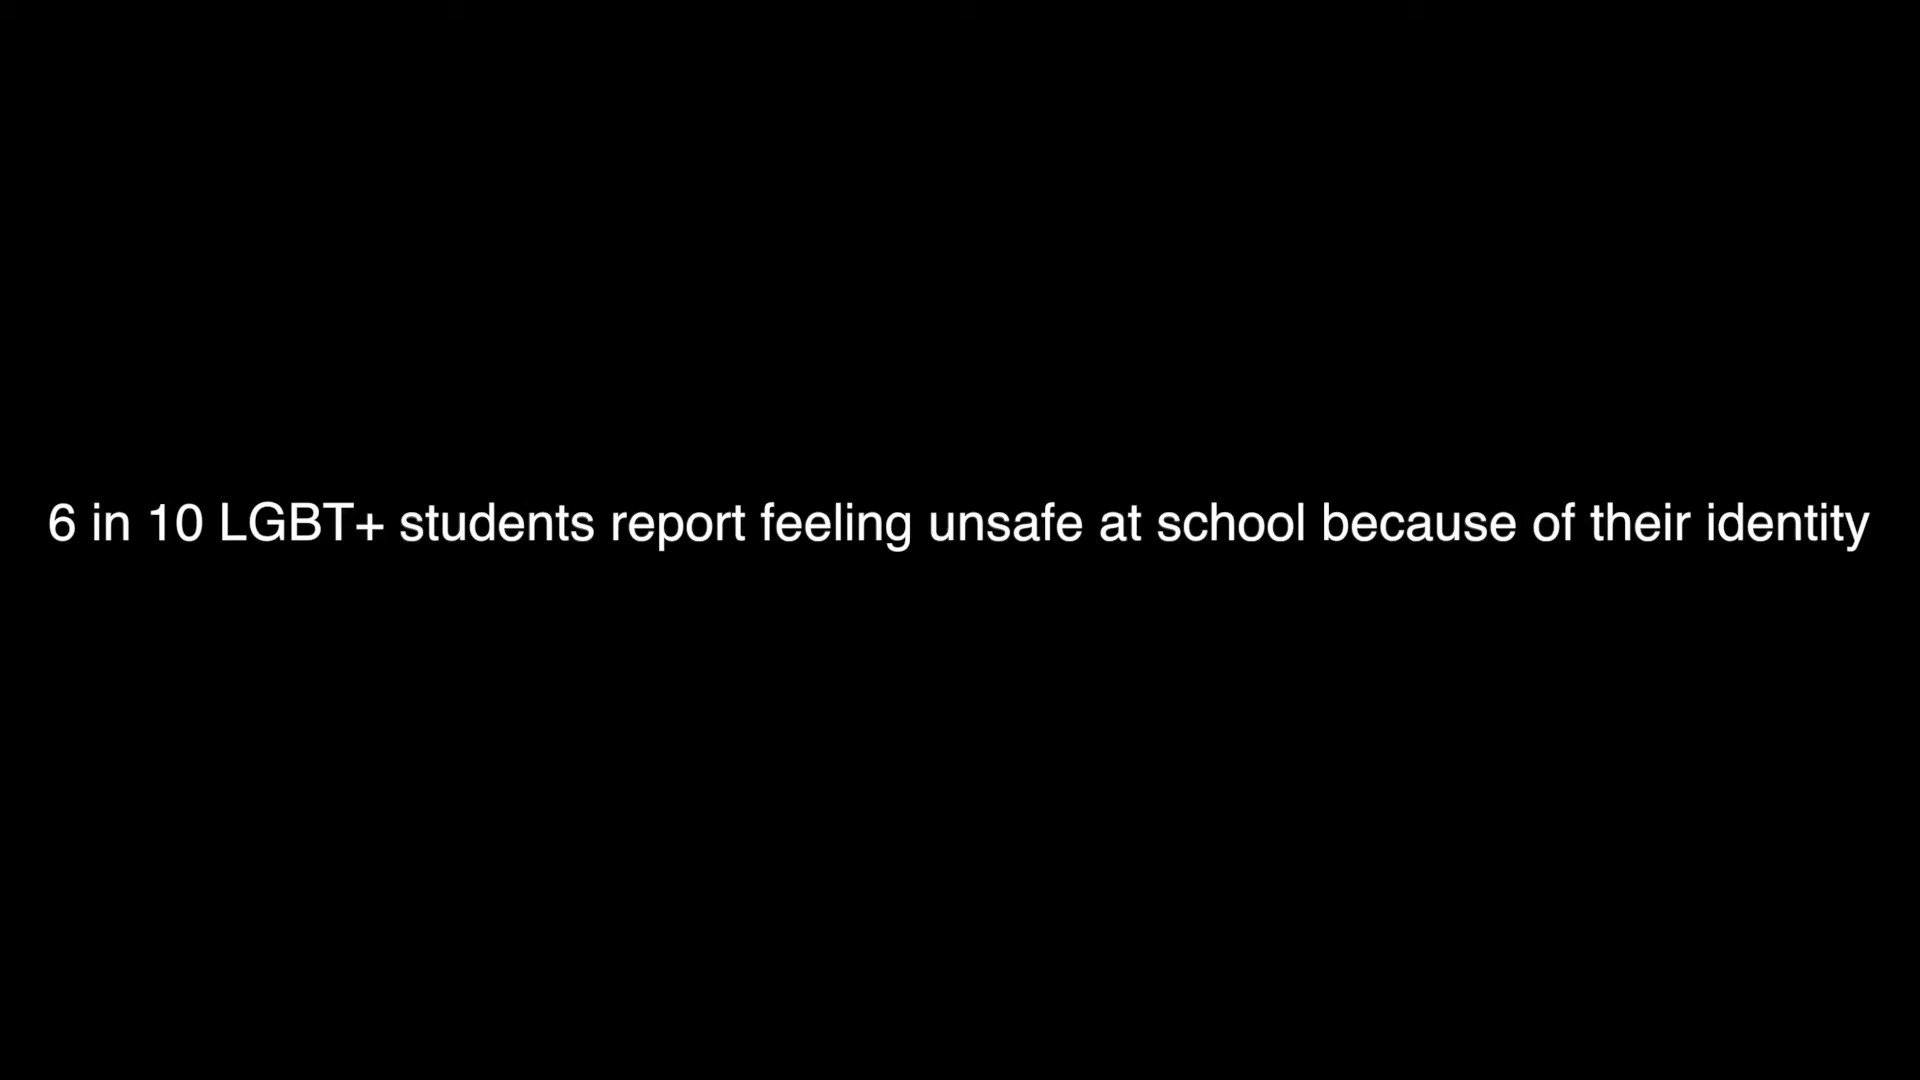 6 in 10 LGBT+ students report feeling unsafe at school because of their identity